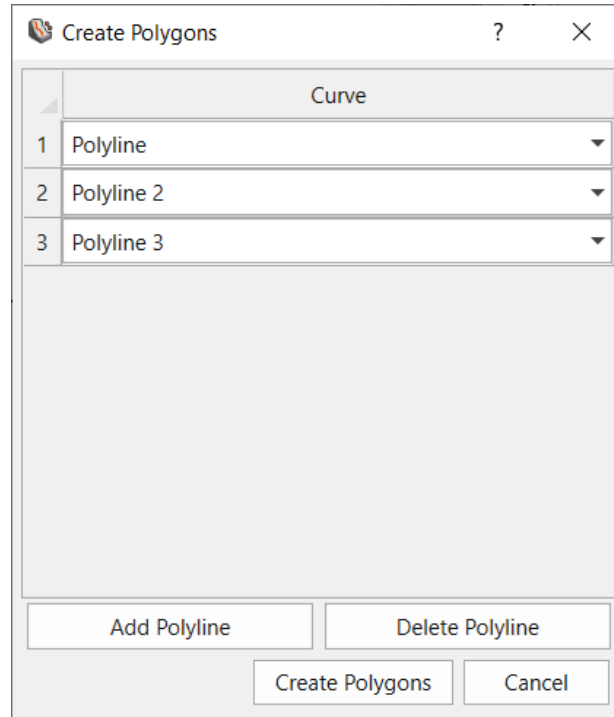 Create Polygons ?
Curve
1 Polyline
2 Polyline 2
3 Polyline 3
Add Polyline Delete Polyline
Create Polygons Cancel